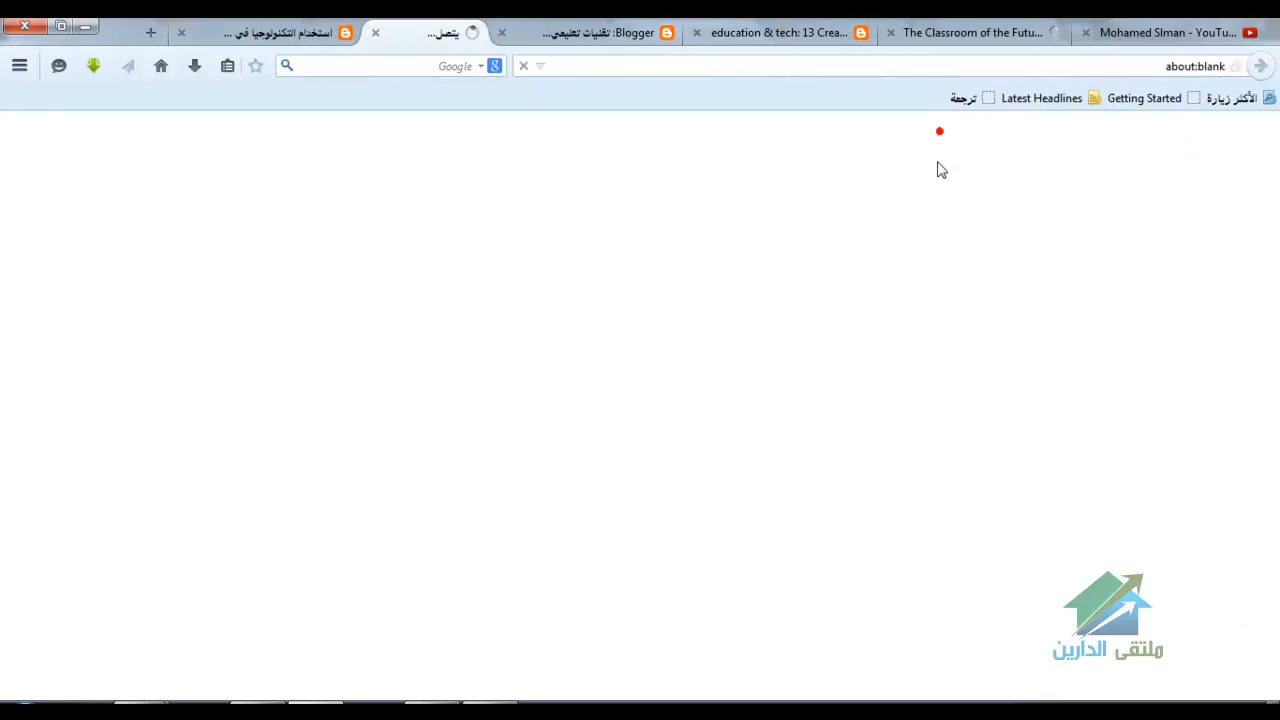 Mohamed Slman - YouTu...
The Classroom of the Futu...
education & tech: 13 Crea...
Blogger: تقنيات تعليمي...
يتصل...
استخدام التكنولوجيا في ...
about:blank
Google
الأكثر زيارة
Getting Started
Latest Headlines
ترجمة
ملتقى الدارين